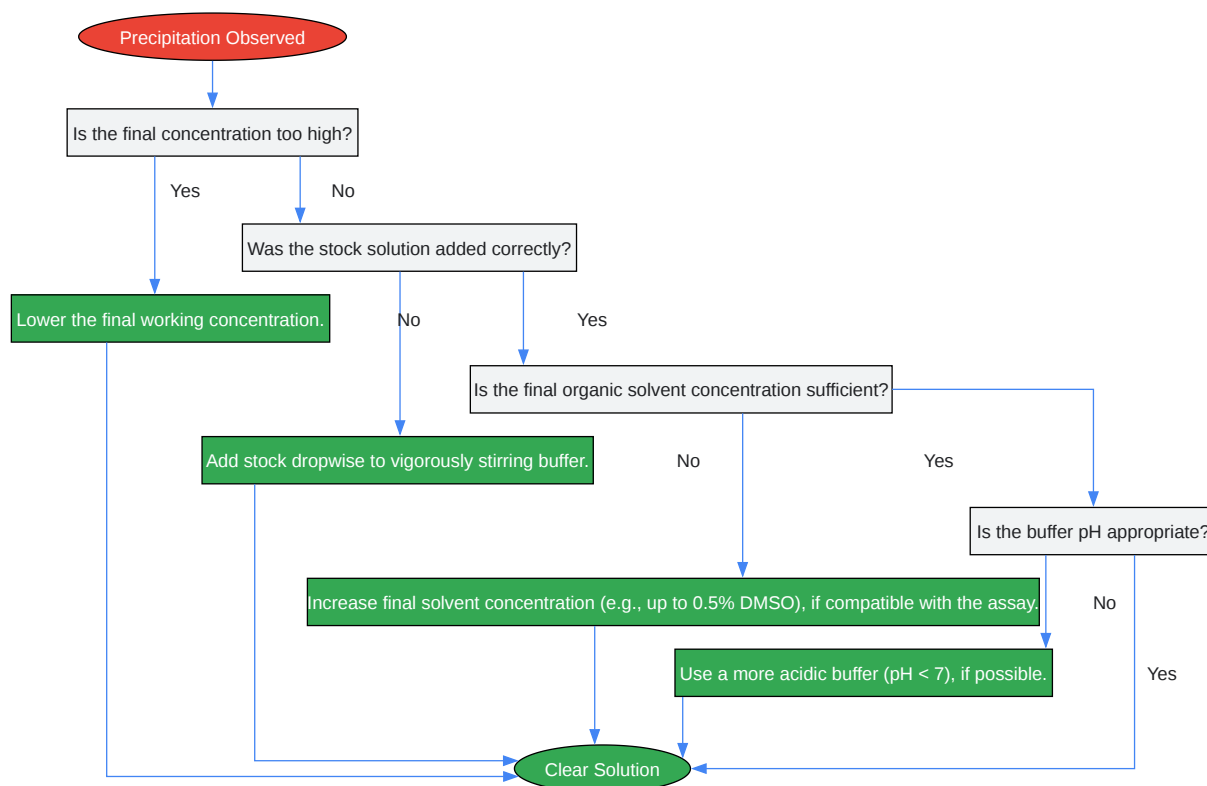 Precipitation Observed
Is the final concentration too high?
Yes
No
Was the stock solution added correctly?
Lower the final working concentration.
No
Yes
Is the final organic solvent concentration sufficient?
Add stock dropwise to vigorously stirring buffer.
No
Yes
Is the buffer pH appropriate?
Increase final solvent concentration (e.g., up to 0.5% DMSO), if compatible with the assay.
No
Use a more acidic buffer (pH < 7), if possible.
Yes
Clear Solution